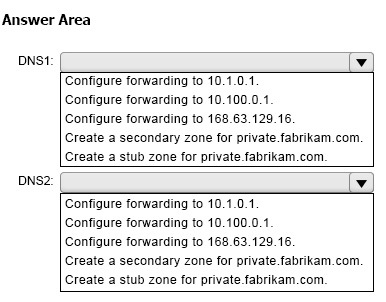 Answer Area
DNS1:
Configure forwarding to 10.1.0.1.
Configure forwarding to 10.100.0.1.
Configure forwarding to 168.63.129.16.
Create a secondary zone for private.fabrikam.com.
Create a stub zone for private.fabrikam.com.
DNS2:
Configure forwarding to 10.1.0.1.
Configure forwarding to 10.100.0.1.
Configure forwarding to 168.63.129.16.
Create a secondary zone for private.fabrikam.com.
Create a stub zone for private.fabrikam.com.